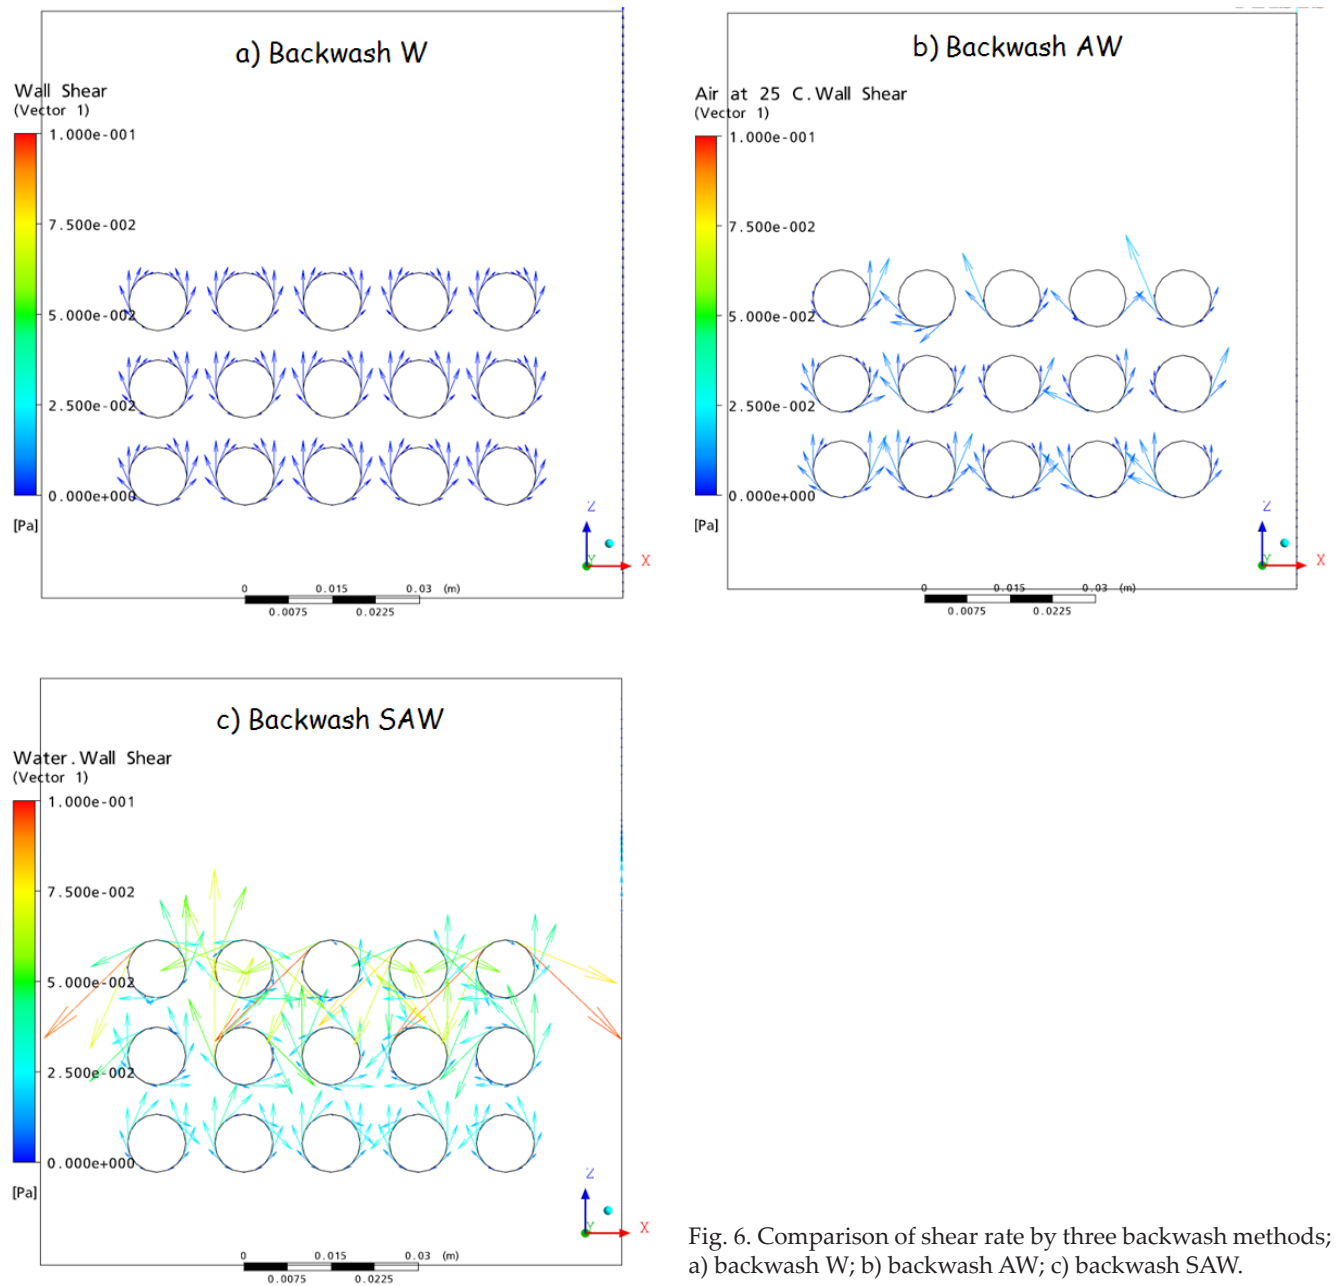 a) Backwash W
Wall Shear
(Vector 1)
1.000e-001
7.500e-002
5.000e-002
2.500e-002
0.000e+000
[Pa]
Z
Y
X
0 0.015 0.03 (m)
0.0075 0.0225
b) Backwash AW
Air at 25 C.Wall Shear
(Vector 1)
1.000e-001
7.500e-002
5.000e-002
2.500e-002
0.000e+000
[Pa]
Z
Y
X
0 0.015 0.03 (m)
0.0075 0.0225
c) Backwash SAW
Water.Wall Shear
(Vector 1)
1.000e-001
7.500e-002
5.000e-002
2.500e-002
0.000e+000
[Pa]
Z
Y
X
0 0.015 0.03 (m)
0.0075 0.0225
Fig. 6. Comparison of shear rate by three backwash methods;
a) backwash W; b) backwash AW; c) backwash SAW.